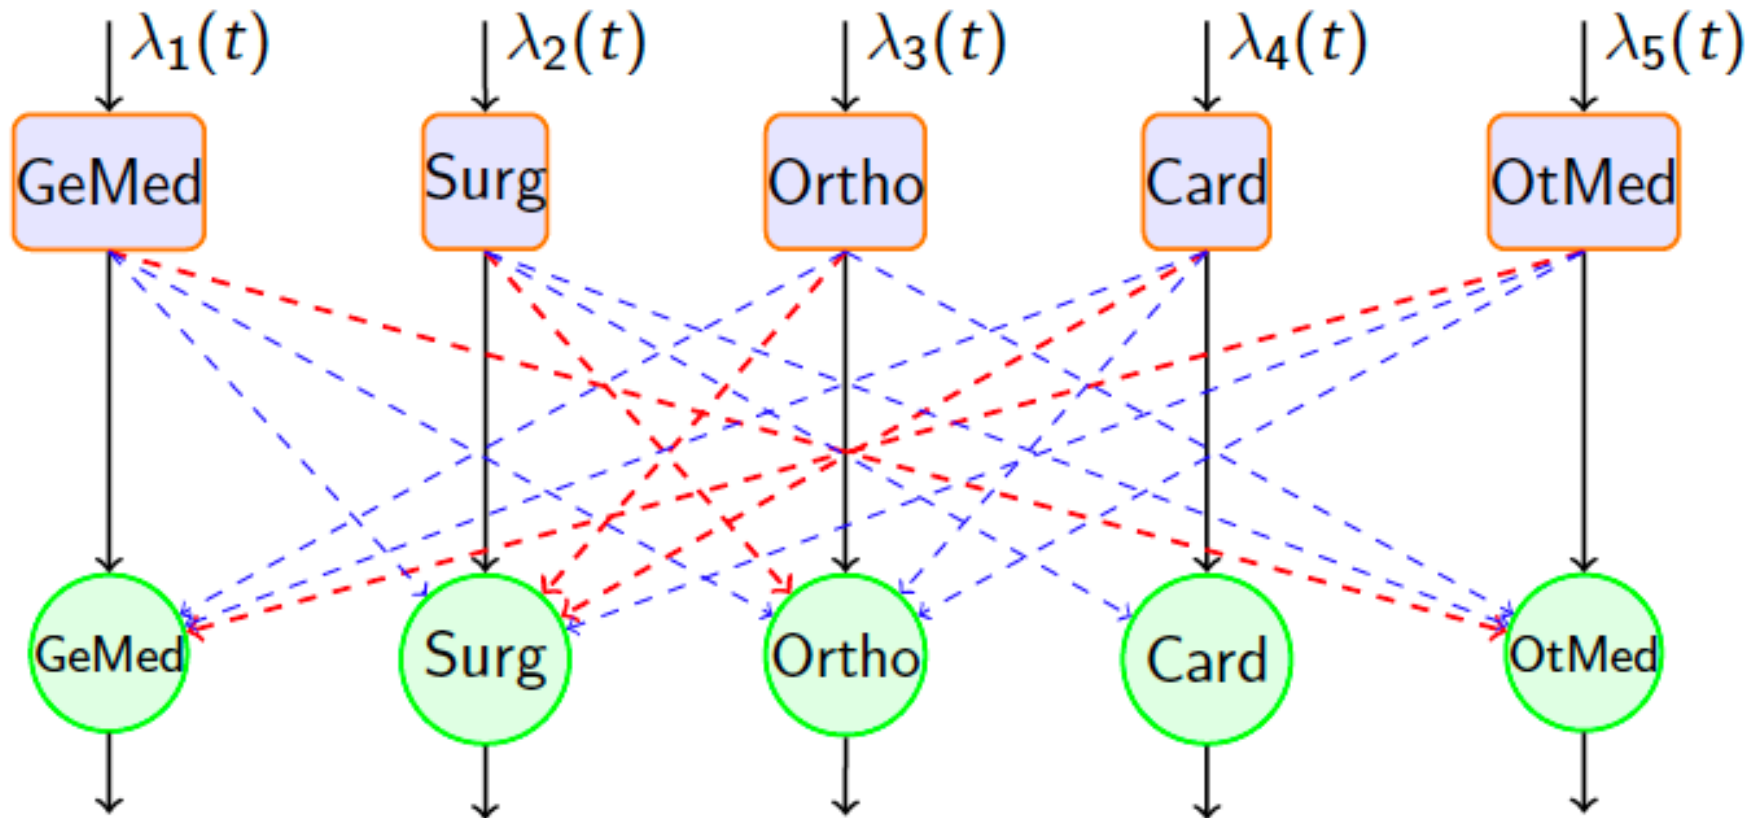 λ₁(t) λ₂(t) λ₃(t) λ₄(t) λ₅(t)
GeMed Surg Ortho Card OtMed
GeMed Surg Ortho Card OtMed